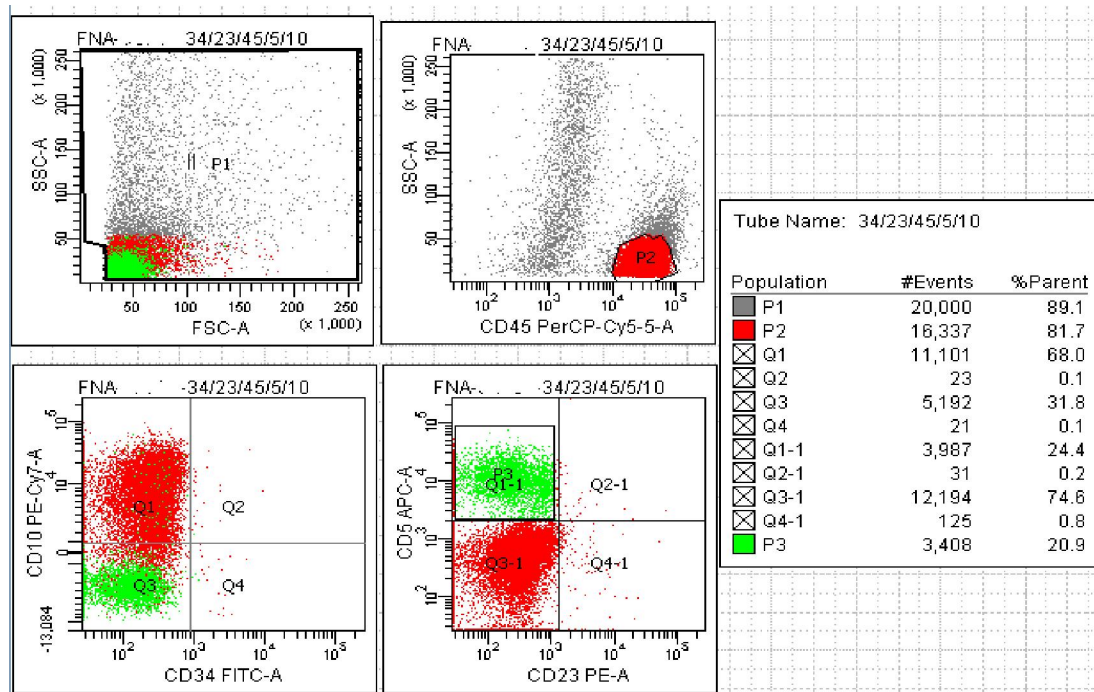 FNA- . . . 34/23/45/5/10
SSC-A
(x 1,000)
50 100 150 200 250
P1
50 100 150 200 250
FSC-A
(x 1,000)
FNA- . . . 34/23/45/5/10
SSC-A
(x 1,000)
50 100 150 200 250
P2
10² 10³ 10⁴ 10⁵
CD45 PerCP-Cy5-5-A
FNA- . . . -34/23/45/5/10
CD10 PE-Cy7-A
-13,084 0 10⁴ 10⁵
Q1 Q2
Q3 Q4
10² 10³ 10⁴ 10⁵
CD34 FITC-A
FNA- . . . -34/23/45/5/10
CD5 APC-A
10² 10³ 10⁴ 10⁵
P3
Q1-1 Q2-1
Q3-1 Q4-1
10² 10³ 10⁴ 10⁵
CD23 PE-A
Tube Name: 34/23/45/5/10
Population #Events %Parent
P1 20,000 89.1
P2 16,337 81.7
Q1 11,101 68.0
Q2 23 0.1
Q3 5,192 31.8
Q4 21 0.1
Q1-1 3,987 24.4
Q2-1 31 0.2
Q3-1 12,194 74.6
Q4-1 125 0.8
P3 3,408 20.9